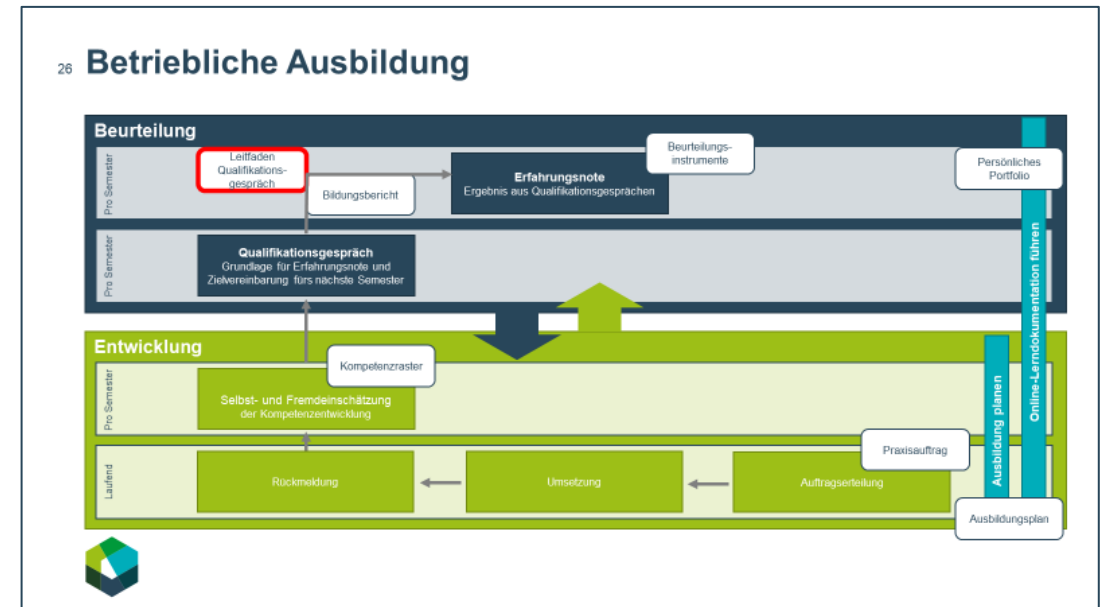 26 Betriebliche Ausbildung
Beurteilung
Pro Semester
Leitfaden
Qualifikations-
gespräch
Bildungsbericht
Erfahrungsnote
Ergebnis aus Qualifikationsgesprächen
Beurteilungs-
instrumente
Persönliches
Portfolio
Pro Semester
Qualifikationsgespräch
Grundlage für Erfahrungsnote und
Zielvereinbarung fürs nächste Semester
Online-Lerndokumentation führen
Entwicklung
Pro Semester
Kompetenzraster
Selbst- und Fremdeinschätzung
der Kompetenzentwicklung
Ausbildung planen
Laufend
Rückmeldung
Umsetzung
Auftragserteilung
Praxisauftrag
Ausbildungsplan